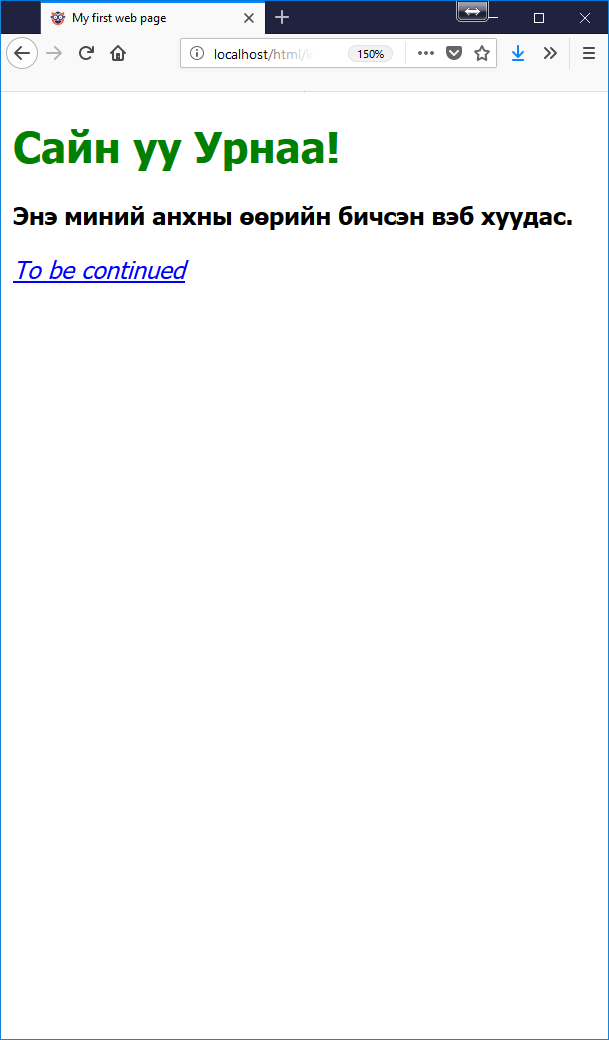 My first web page
localhost/html/
150%
Сайн уу Урнаа!
Энэ миний анхны өөрийн бичсэн вэб хуудас.
To be continued